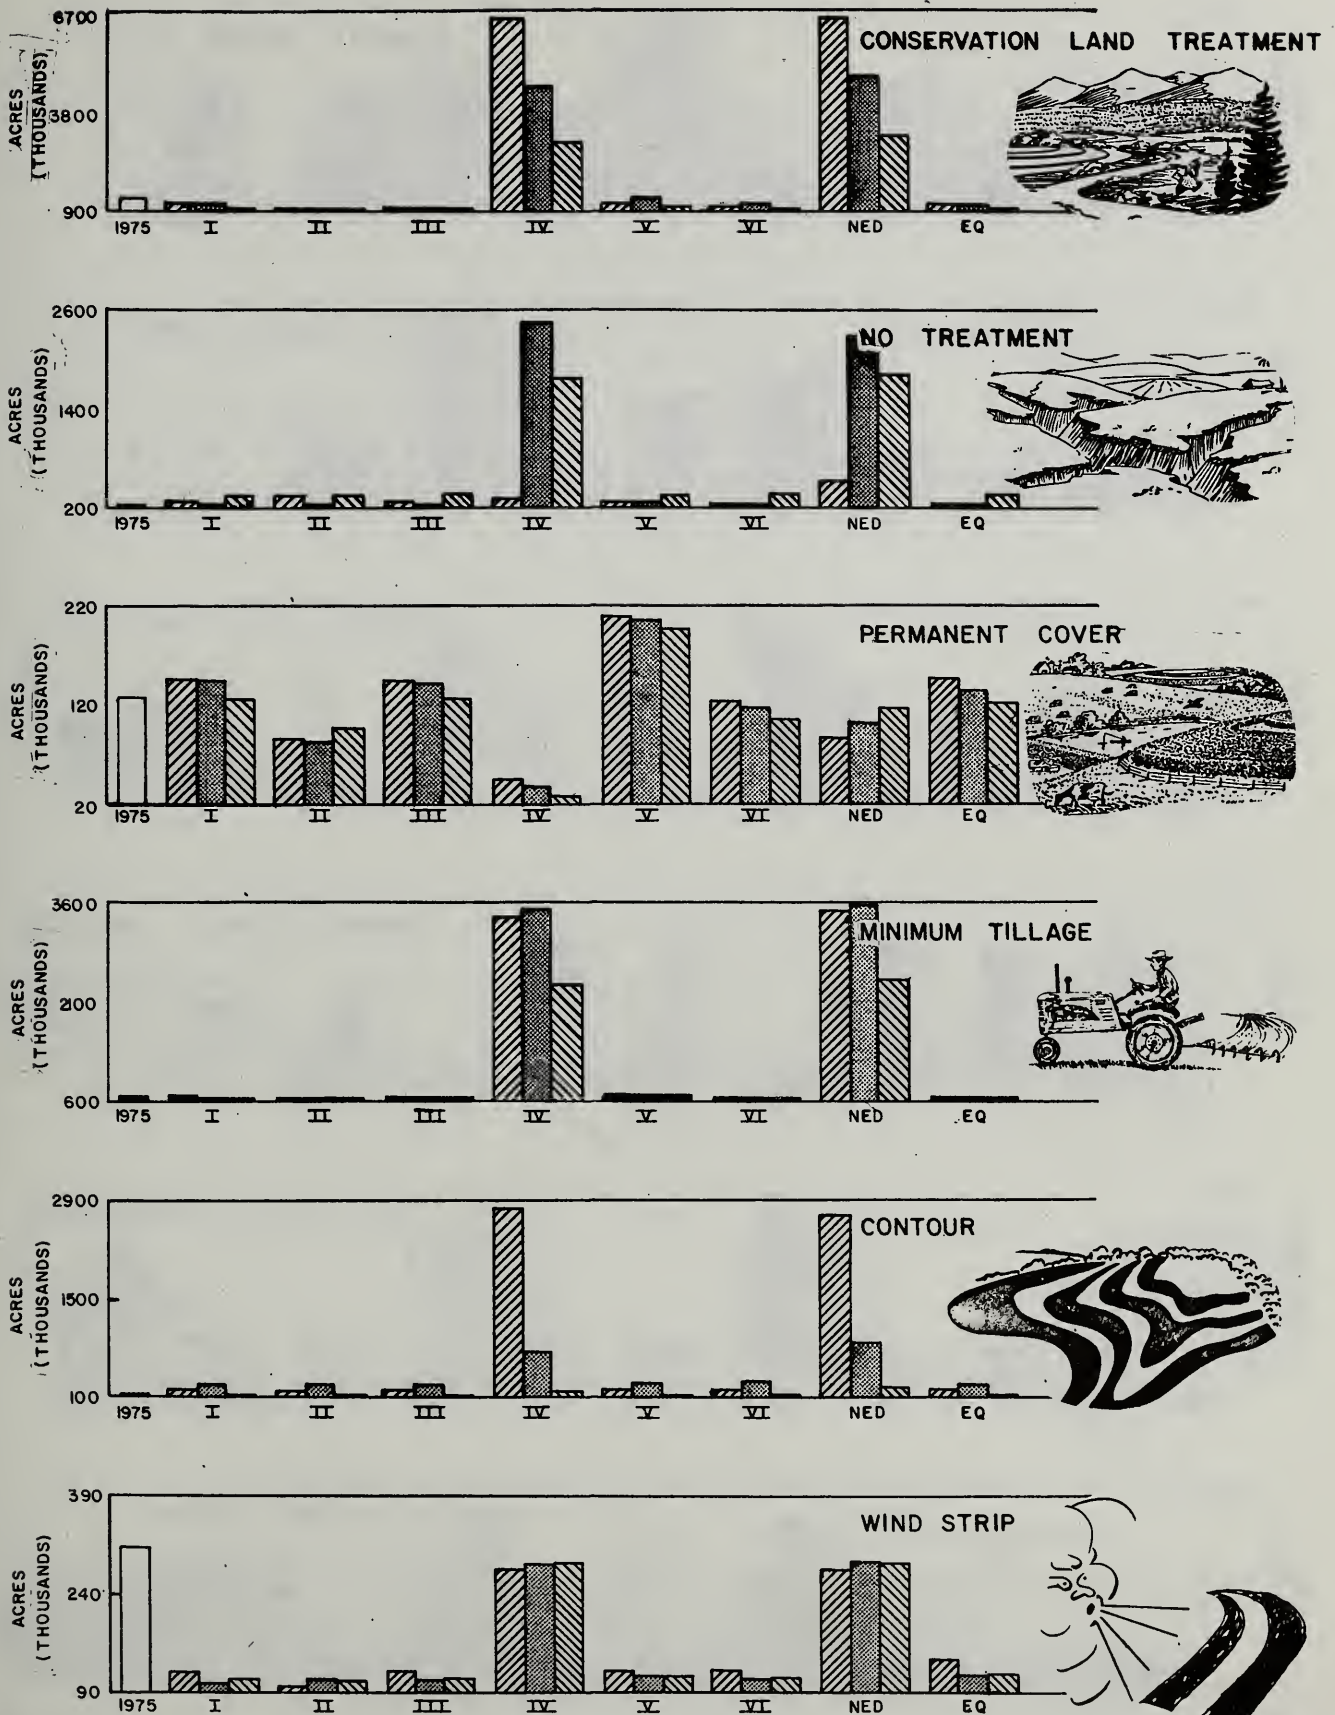 6700
CONSERVATION LAND TREATMENT
ACRES
(THOUSANDS)
3800
900
1975 I II III IV V VI NED EQ
2600
NO TREATMENT
ACRES
(THOUSANDS)
1400
200
1975 I II III IV V VI NED EQ
220
PERMANENT COVER
ACRES
(THOUSANDS)
120
20
1975 I II III IV V VI NED EQ
3600
MINIMUM TILLAGE
ACRES
(THOUSANDS)
2100
600
1975 I II III IV V VI NED EQ
2900
CONTOUR
ACRES
(THOUSANDS)
1500
100
1975 I II III IV V VI NED EQ
390
WIND STRIP
ACRES
(THOUSANDS)
240
90
1975 I II III IV V VI NED EQ